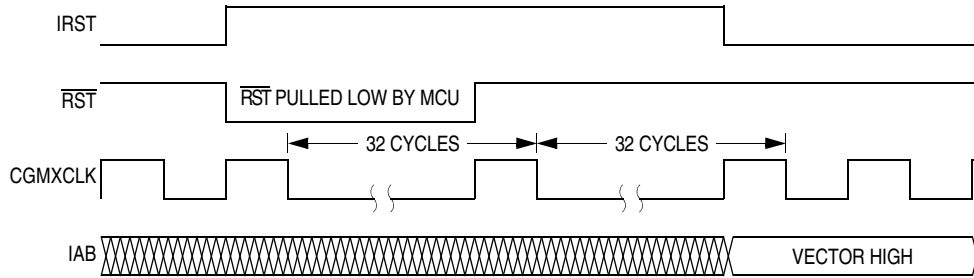 IRST
RST
RST PULLED LOW BY MCU
32 CYCLES
32 CYCLES
CGMXCLK
IAB
VECTOR HIGH